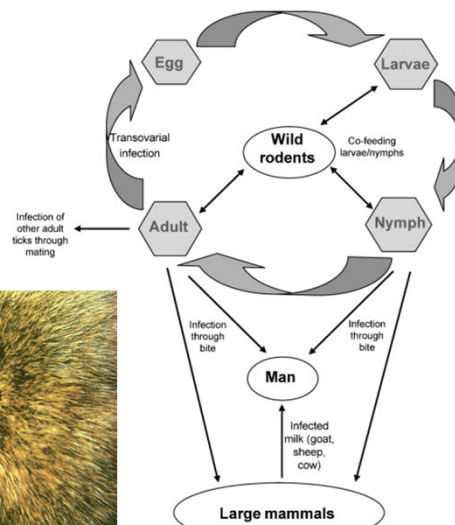 Egg
Larvae
Transovarial
infection
Wild
rodents
Co-feeding
larvae/nymphs
Infection of
other adult
ticks through
mating
Adult
Nymph
Infection
through
bite
Infection
through
bite
Man
Infected
milk (goat,
sheep,
cow)
Large mammals